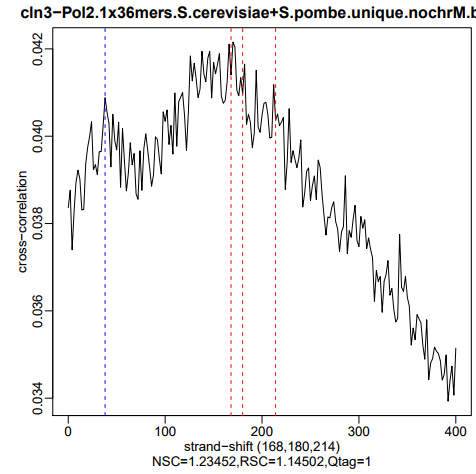 cln3−Pol2.1x36mers.S.cerevisiae+S.pombe.unique.nochrM.b
0.042
0.040
0.038
0.036
0.034
cross−correlation
0 100 200 300 400
strand−shift (168,180,214)
NSC=1.23452,RSC=1.14502,Qtag=1